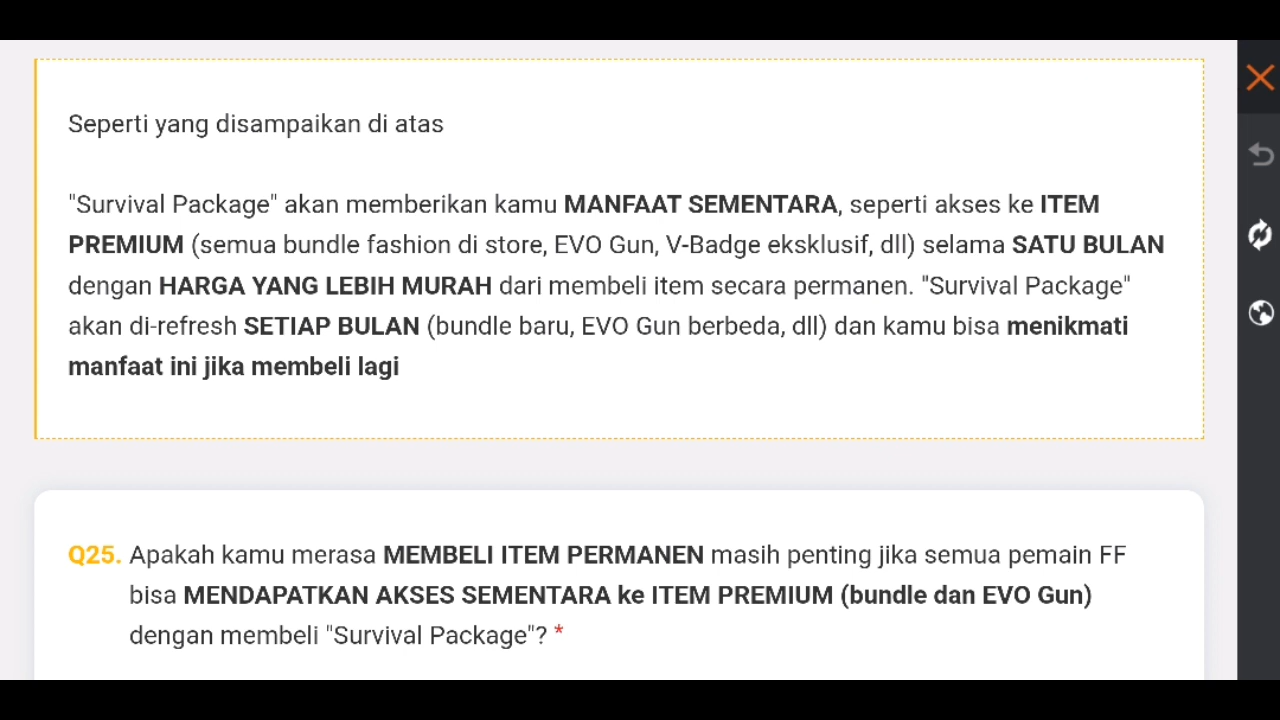 Seperti yang disampaikan di atas
"Survival Package" akan memberikan kamu MANFAAT SEMENTARA, seperti akses ke ITEM
PREMIUM (semua bundle fashion di store, EVO Gun, V-Badge eksklusif, dll) selama SATU BULAN
dengan HARGA YANG LEBIH MURAH dari membeli item secara permanen. "Survival Package"
akan di-refresh SETIAP BULAN (bundle baru, EVO Gun berbeda, dll) dan kamu bisa menikmati
manfaat ini jika membeli lagi
Q25. Apakah kamu merasa MEMBELI ITEM PERMANEN masih penting jika semua pemain FF
bisa MENDAPATKAN AKSES SEMENTARA ke ITEM PREMIUM (bundle dan EVO Gun)
dengan membeli "Survival Package"? *